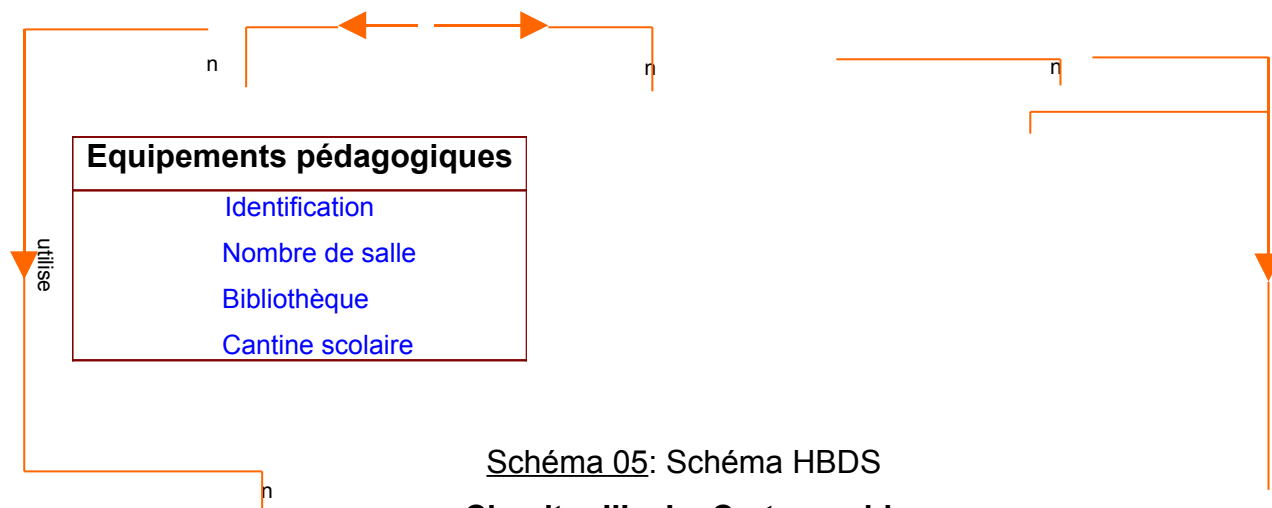 n
n
n
Equipements pédagogiques
Identification
Nombre de salle
utilise
Bibliothèque
Cantine scolaire
Schéma 05: Schéma HBDS
n